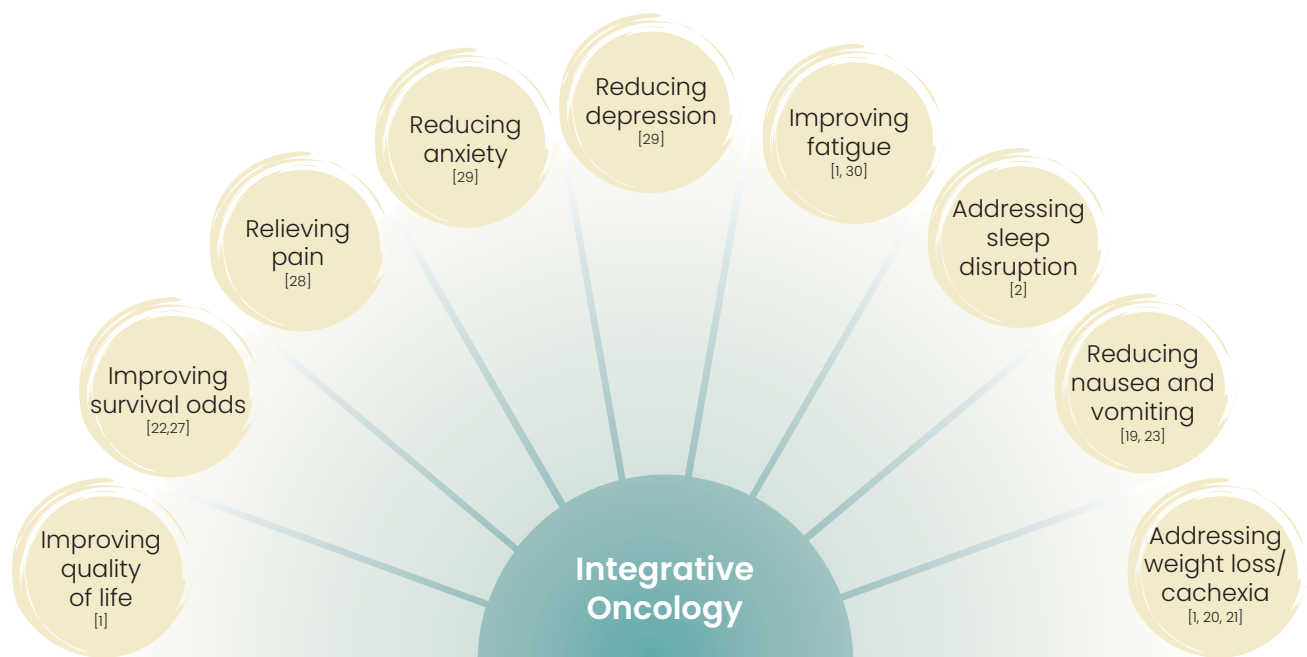 Improving
quality
of life
[1]
Improving
survival odds
[22,27]
Relieving
pain
[28]
Reducing
anxiety
[29]
Reducing
depression
[29]
Improving
fatigue
[1, 30]
Addressing
sleep
disruption
[2]
Reducing
nausea and
vomiting
[19, 23]
Addressing
weight loss/
cachexia
[1, 20, 21]
Integrative
Oncology